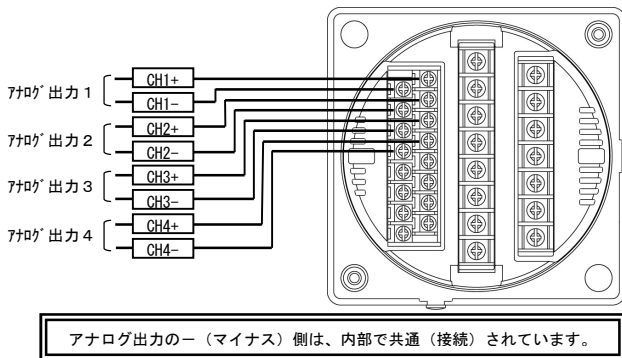 アナログ出力1
CH1+
CH1-
アナログ出力2
CH2+
CH2-
アナログ出力3
CH3+
CH3-
アナログ出力4
CH4+
CH4-
アナログ出力の−（マイナス）側は、内部で共通（接続）されています。